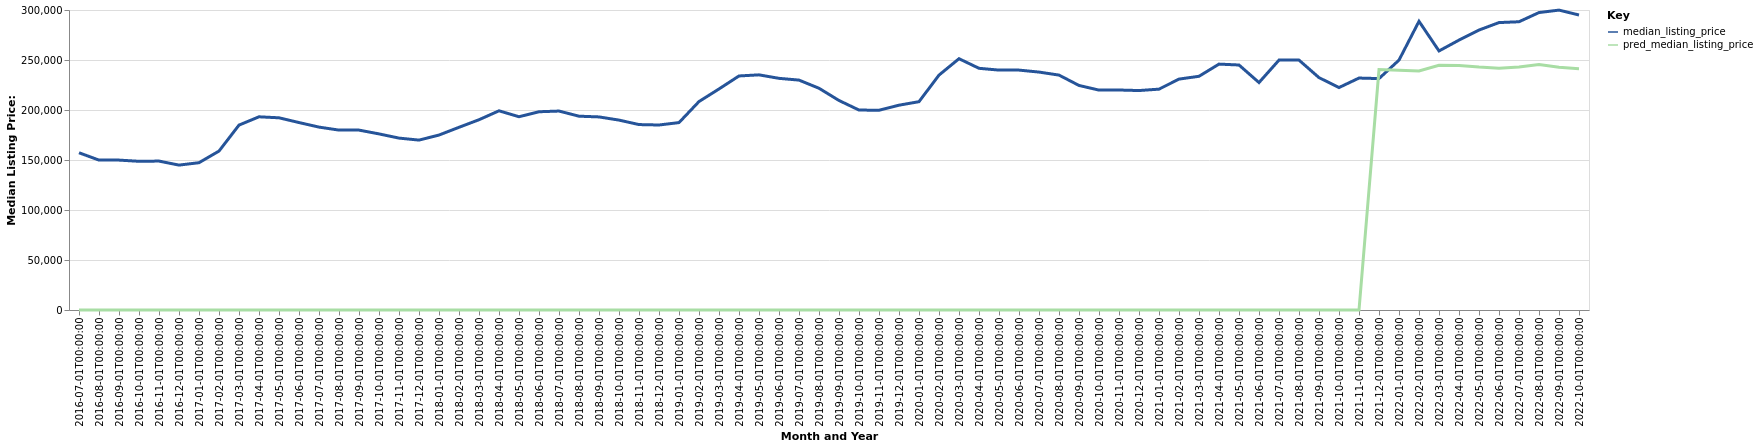 300,000
250,000
200,000
150,000
100,000
50,000
0
Median Listing Price:
2016-07-01T00:00:00
2016-08-01T00:00:00
2016-09-01T00:00:00
2016-10-01T00:00:00
2016-11-01T00:00:00
2016-12-01T00:00:00
2017-01-01T00:00:00
2017-02-01T00:00:00
2017-03-01T00:00:00
2017-04-01T00:00:00
2017-05-01T00:00:00
2017-06-01T00:00:00
2017-07-01T00:00:00
2017-08-01T00:00:00
2017-09-01T00:00:00
2017-10-01T00:00:00
2017-11-01T00:00:00
2017-12-01T00:00:00
2018-01-01T00:00:00
2018-02-01T00:00:00
2018-03-01T00:00:00
2018-04-01T00:00:00
2018-05-01T00:00:00
2018-06-01T00:00:00
2018-07-01T00:00:00
2018-08-01T00:00:00
2018-09-01T00:00:00
2018-10-01T00:00:00
2018-11-01T00:00:00
2018-12-01T00:00:00
2019-01-01T00:00:00
2019-02-01T00:00:00
2019-03-01T00:00:00
2019-04-01T00:00:00
2019-05-01T00:00:00
2019-06-01T00:00:00
2019-07-01T00:00:00
2019-08-01T00:00:00
2019-09-01T00:00:00
2019-10-01T00:00:00
2019-11-01T00:00:00
2019-12-01T00:00:00
2020-01-01T00:00:00
2020-02-01T00:00:00
2020-03-01T00:00:00
2020-04-01T00:00:00
2020-05-01T00:00:00
2020-06-01T00:00:00
2020-07-01T00:00:00
2020-08-01T00:00:00
2020-09-01T00:00:00
2020-10-01T00:00:00
2020-11-01T00:00:00
2020-12-01T00:00:00
2021-01-01T00:00:00
2021-02-01T00:00:00
2021-03-01T00:00:00
2021-04-01T00:00:00
2021-05-01T00:00:00
2021-06-01T00:00:00
2021-07-01T00:00:00
2021-08-01T00:00:00
2021-09-01T00:00:00
2021-10-01T00:00:00
2021-11-01T00:00:00
2021-12-01T00:00:00
2022-01-01T00:00:00
2022-02-01T00:00:00
2022-03-01T00:00:00
2022-04-01T00:00:00
2022-05-01T00:00:00
2022-06-01T00:00:00
2022-07-01T00:00:00
2022-08-01T00:00:00
2022-09-01T00:00:00
2022-10-01T00:00:00
Month and Year
Key
median_listing_price
pred_median_listing_price